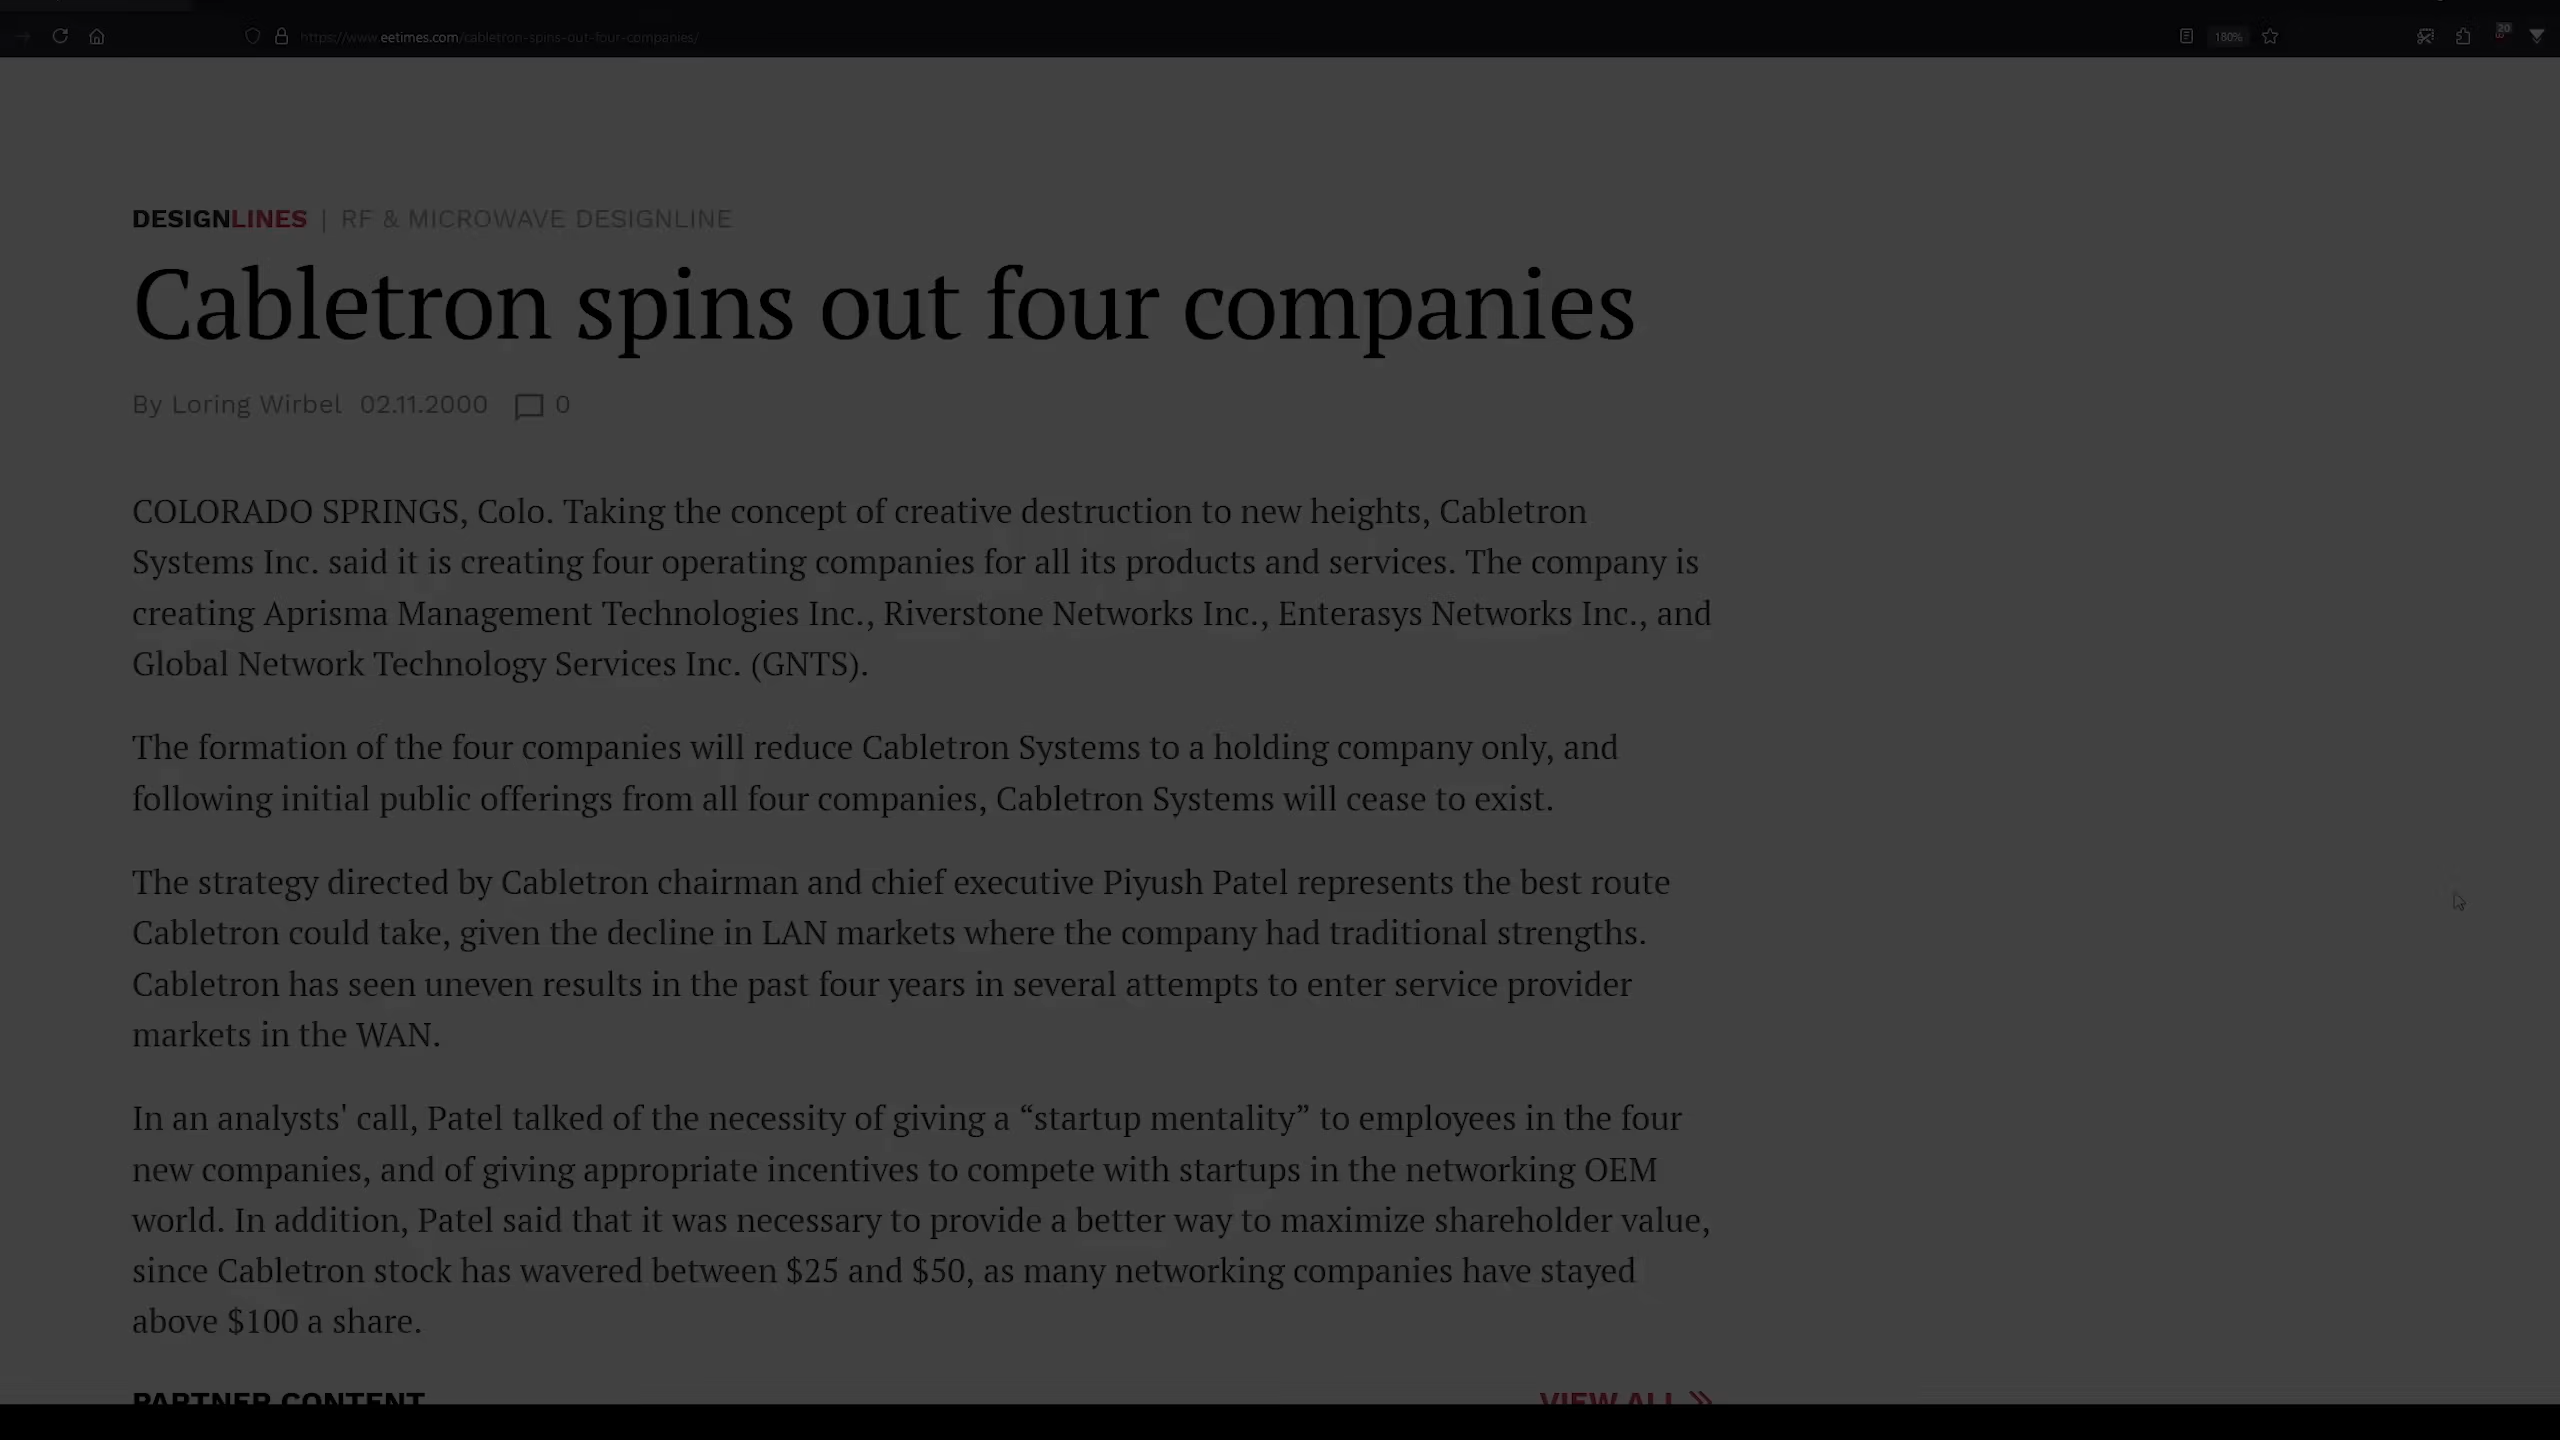 https://www.eetimes.com/cabletron-spins-out-four-companies/
180%
20
DESIGNLINES | RF & MICROWAVE DESIGNLINE
Cabletron spins out four companies
By Loring Wirbel 02.11.2000 0
COLORADO SPRINGS, Colo. Taking the concept of creative destruction to new heights, Cabletron
Systems Inc. said it is creating four operating companies for all its products and services. The company is
creating Aprisma Management Technologies Inc., Riverstone Networks Inc., Enterasys Networks Inc., and
Global Network Technology Services Inc. (GNTS).
The formation of the four companies will reduce Cabletron Systems to a holding company only, and
following initial public offerings from all four companies, Cabletron Systems will cease to exist.
The strategy directed by Cabletron chairman and chief executive Piyush Patel represents the best route
Cabletron could take, given the decline in LAN markets where the company had traditional strengths.
Cabletron has seen uneven results in the past four years in several attempts to enter service provider
markets in the WAN.
In an analysts' call, Patel talked of the necessity of giving a “startup mentality” to employees in the four
new companies, and of giving appropriate incentives to compete with startups in the networking OEM
world. In addition, Patel said that it was necessary to provide a better way to maximize shareholder value,
since Cabletron stock has wavered between $25 and $50, as many networking companies have stayed
above $100 a share.
PARTNER CONTENT
VIEW ALL